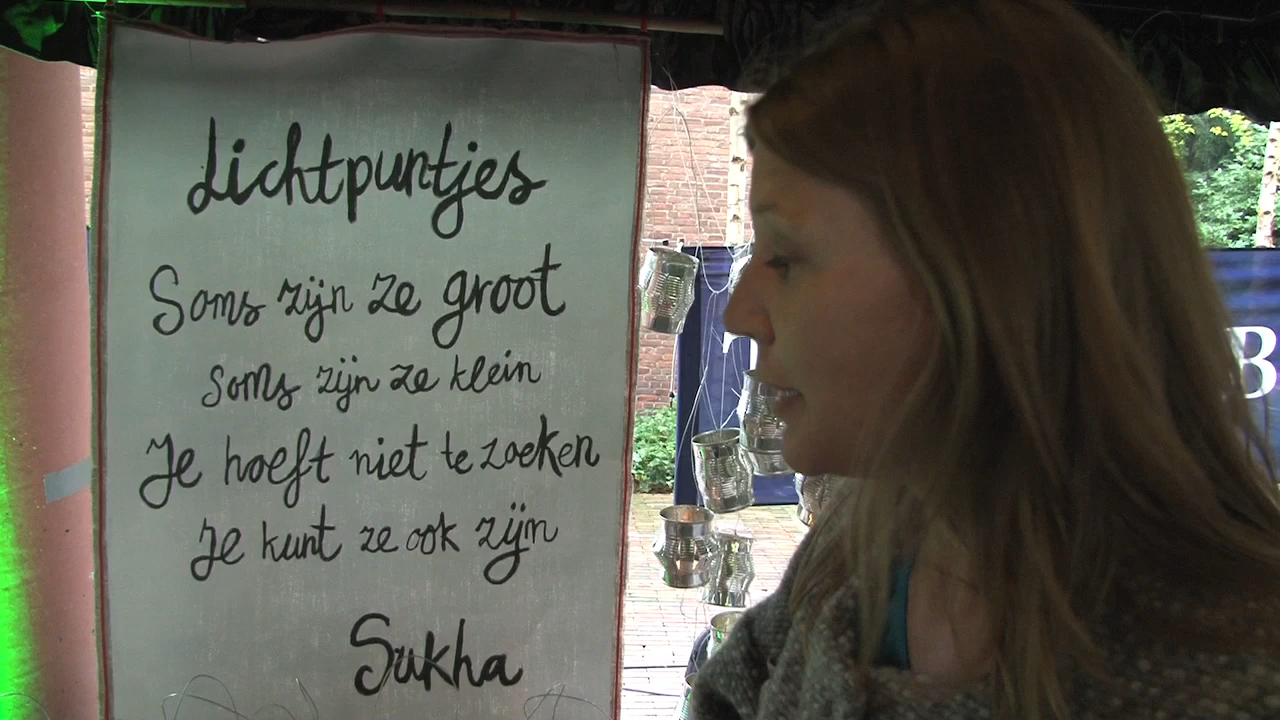 Lichtpuntjes
Soms zijn ze groot
soms zijn ze klein
Je hoeft niet te zoeken
je kunt ze ook zijn
Sukha
B